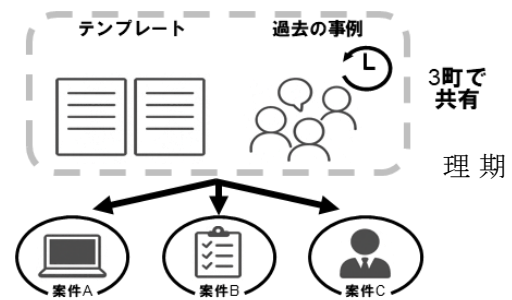 テンプレート
過去の事例
3町で
共有
理 期
案件A
案件B
案件C